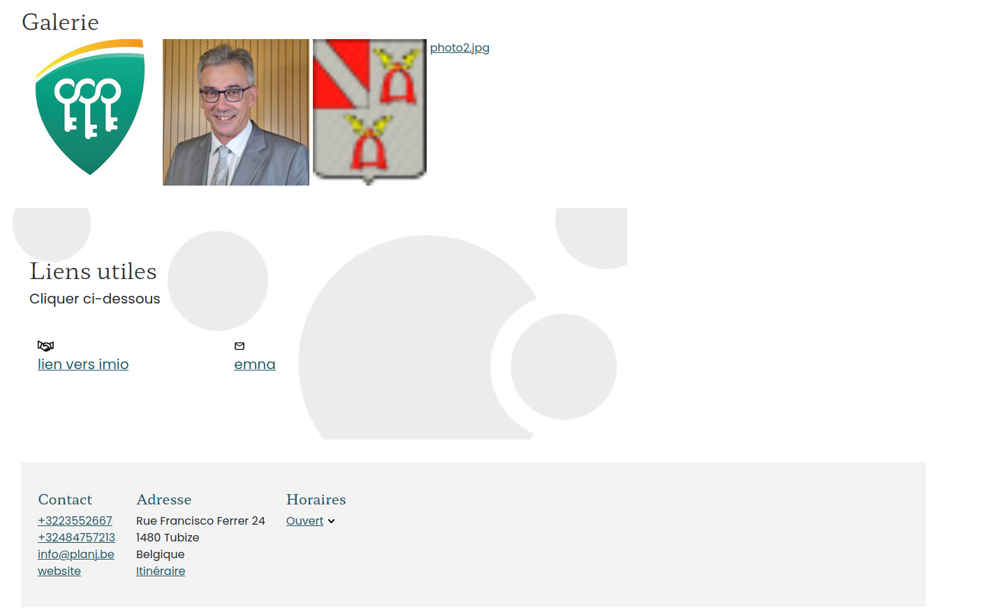 Galerie
photo2.jpg
Liens utiles
Cliquer ci-dessous
lien vers imio
emna
Contact
+3223552667
+32484757213
info@planj.be
website
Adresse
Rue Francisco Ferrer 24
1480 Tubize
Belgique
Itinéraire
Horaires
Ouvert